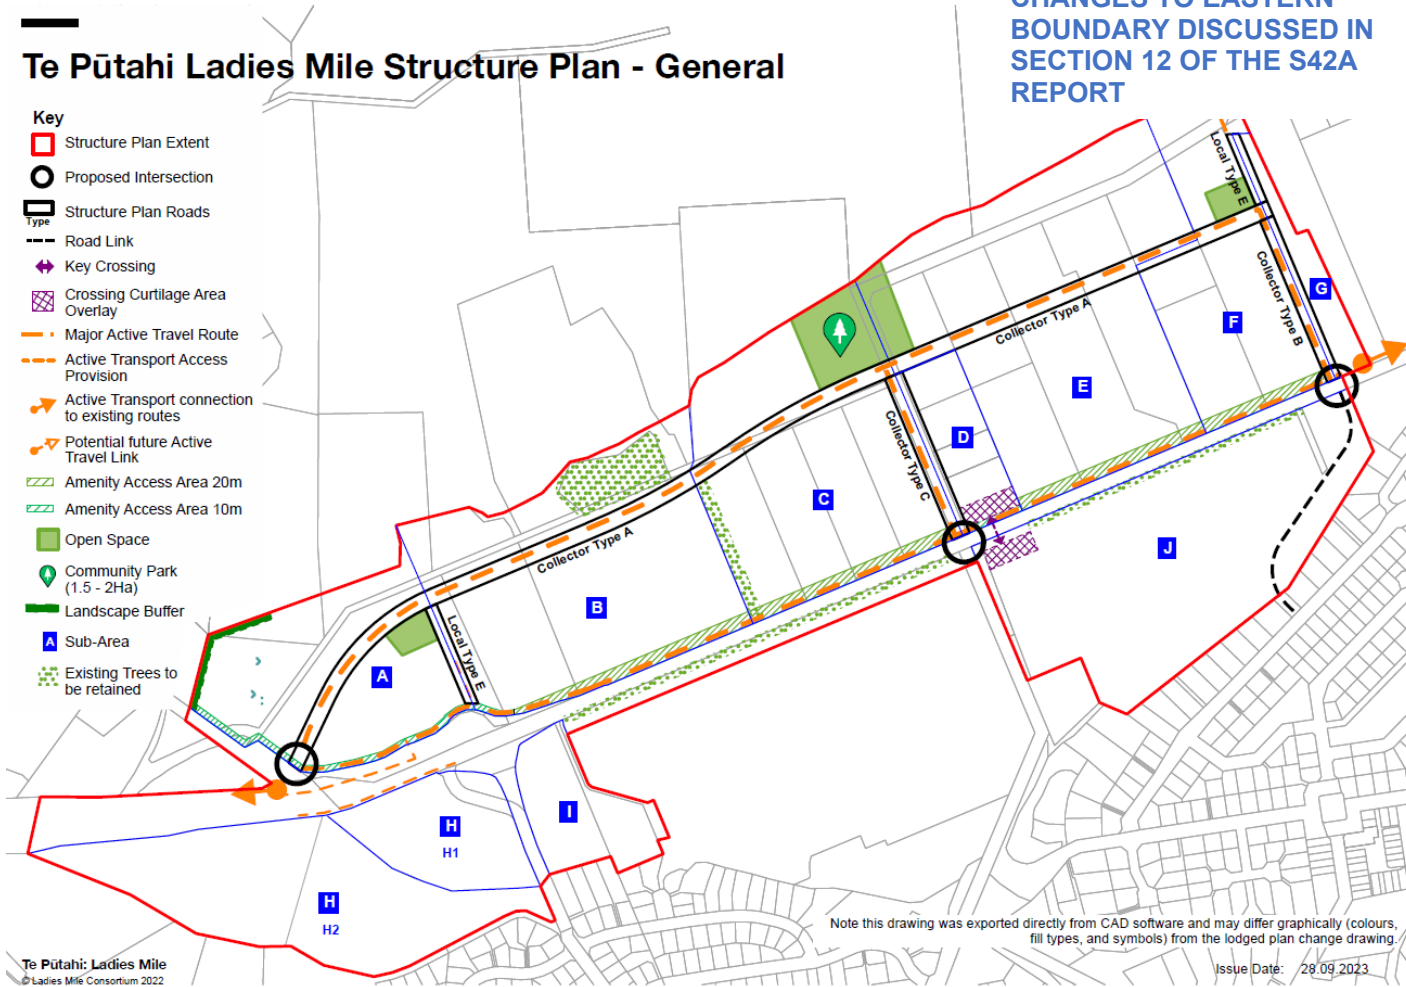 CHANGES TO EASTERN
BOUNDARY DISCUSSED IN
SECTION 12 OF THE S42A
REPORT
Te Pūtahi Ladies Mile Structure Plan - General
Key
Structure Plan Extent
Proposed Intersection
Structure Plan Roads
Type
Road Link
Key Crossing
Crossing Curtilage Area
Overlay
Major Active Travel Route
Active Transport Access
Provision
Active Transport connection
to existing routes
Potential future Active
Travel Link
Amenity Access Area 20m
Amenity Access Area 10m
Open Space
Community Park
(1.5 - 2Ha)
Landscape Buffer
A Sub-Area
Existing Trees to
be retained
Local Type E
Collector Type B
G
F
Collector Type A
E
D
Collector Type C
C
Collector Type A
B
J
Local Type E
A
I
H
H1
H
H2
Note this drawing was exported directly from CAD software and may differ graphically (colours,
fill types, and symbols) from the lodged plan change drawing.
Issue Date: 28.09.2023
Te Pūtahi: Ladies Mile
© Ladies Mile Consortium 2022